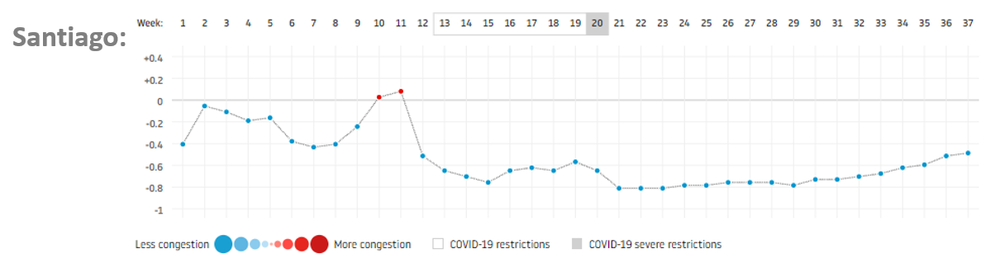 Santiago:
Week: 1 2 3 4 5 6 7 8 9 10 11 12 13 14 15 16 17 18 19 20 21 22 23 24 25 26 27 28 29 30 31 32 33 34 35 36 37
+0.4
+0.2
0
-0.2
-0.4
-0.6
-0.8
-1
Less congestion More congestion COVID-19 restrictions COVID-19 severe restrictions